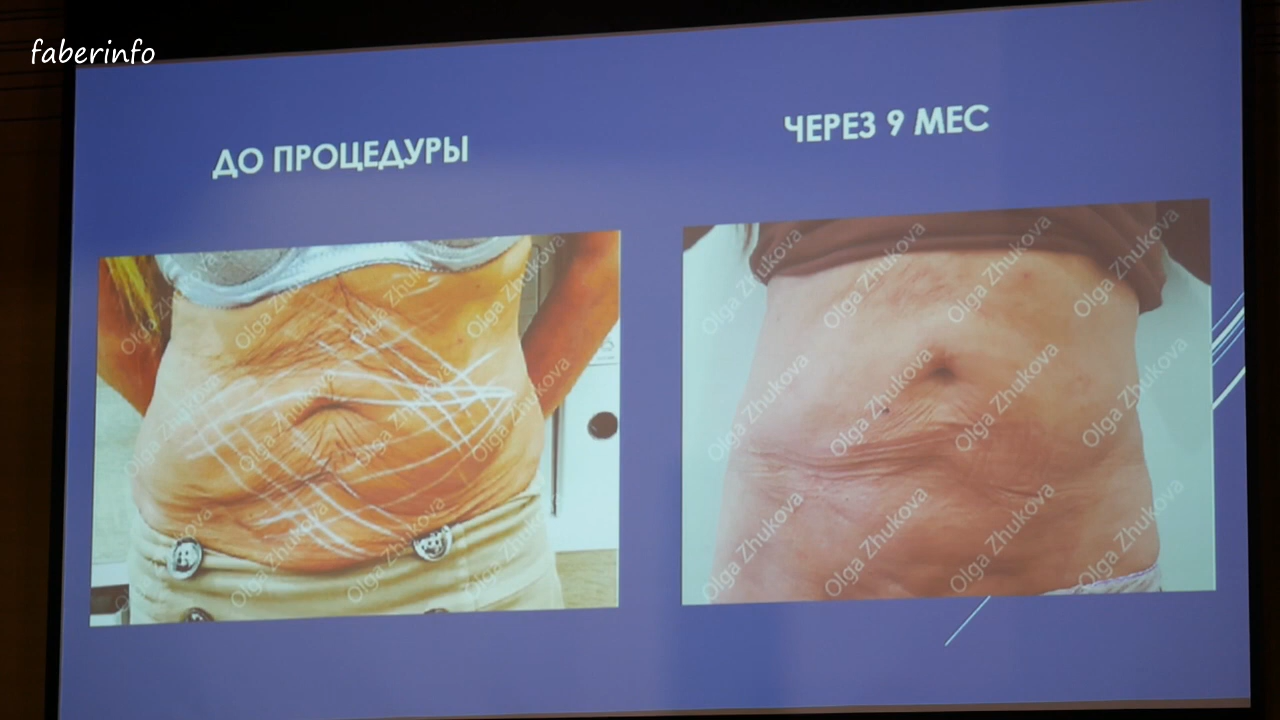 faberinfo
ДО ПРОЦЕДУРЫ
ЧЕРЕЗ 9 МЕС
Olga Zhukova